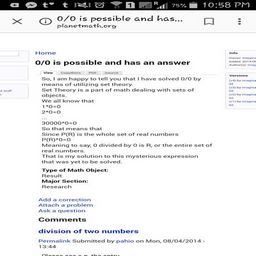 75% 10:58 PM
0/0 is possible and has...
planetmath.org
Home
0/0 is possible and has an answer
View
So, I am happy to tell you that I have solved 0/0 by
means of utilizing set theory.
Set Theory is a part of math dealing with sets of
objects.
We all know that
1*0=0
2*0=0
...
30000*0=0
So that means that
Since P(R) is the whole set of real numbers
P(R)*0=0
Meaning to say, 0 divided by 0 is R, or the entire set of
real numbers.
That is my solution to this mysterious expression
that was yet to be solved.
Type of Math Object:
Result
Major Section:
Research
Add a correction
Attach a problem
Ask a question
Comments
division of two numbers
Permalink Submitted by pahio on Mon, 08/04/2014 -
13:44
Info
Versions